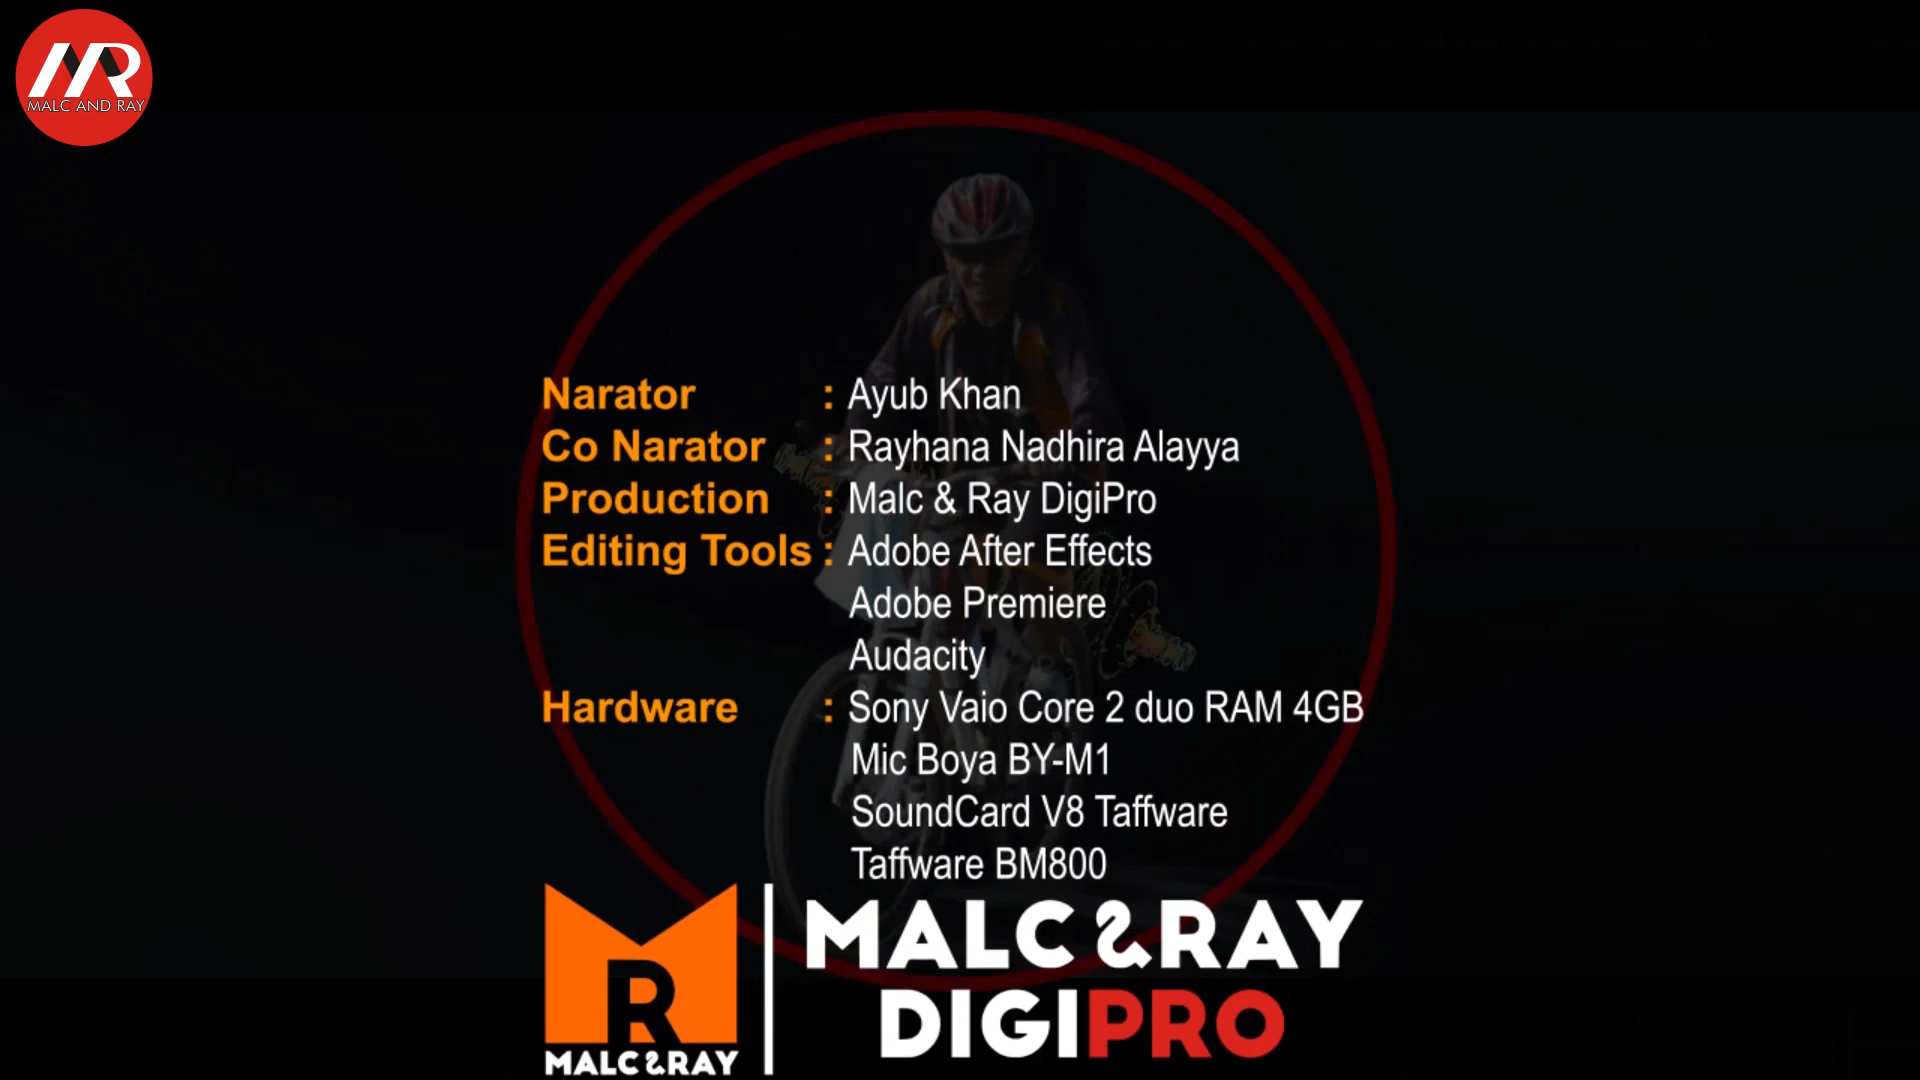 MR
MALC AND RAY
Narator : Ayub Khan
Co Narator : Rayhana Nadhira Alayya
Production : Malc & Ray DigiPro
Editing Tools : Adobe After Effects
Adobe Premiere
Audacity
Hardware : Sony Vaio Core 2 duo RAM 4GB
Mic Boya BY-M1
SoundCard V8 Taffware
Taffware BM800
R
MALC&RAY
MALC&RAY
DIGIPRO